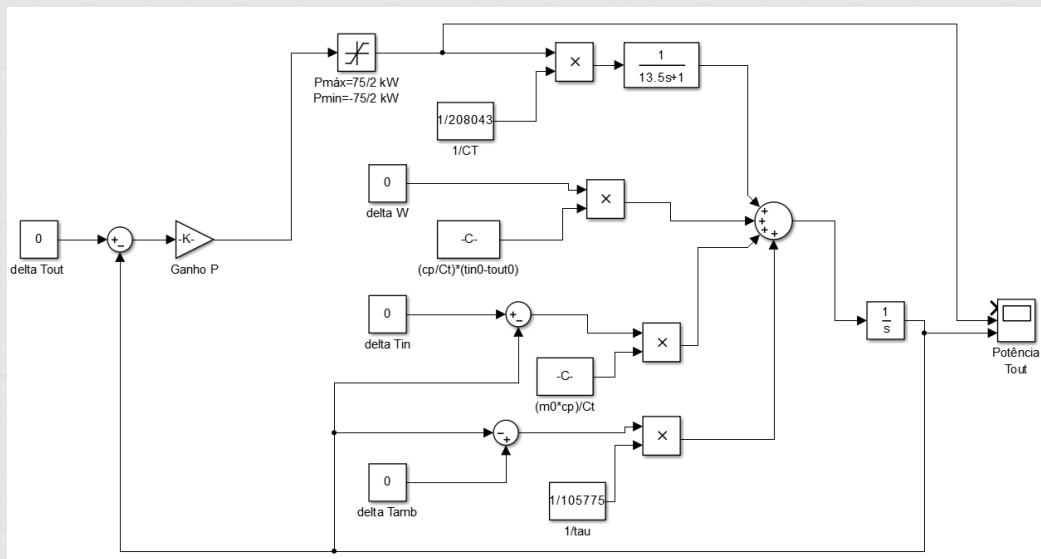 Pmáx=75/2 kW
Pmin=-75/2 kW
×
1
13.5s+1
1/208043
1/CT
0
delta W
×
-C-
(cp/Ct)*(tin0-tout0)
+
+
+
+
0
delta Tout
+
−
-K-
Ganho P
0
delta Tin
+
−
×
-C-
(m0*cp)/Ct
1
s
Potência
Tout
−
+
×
0
delta Tamb
1/105775
1/tau